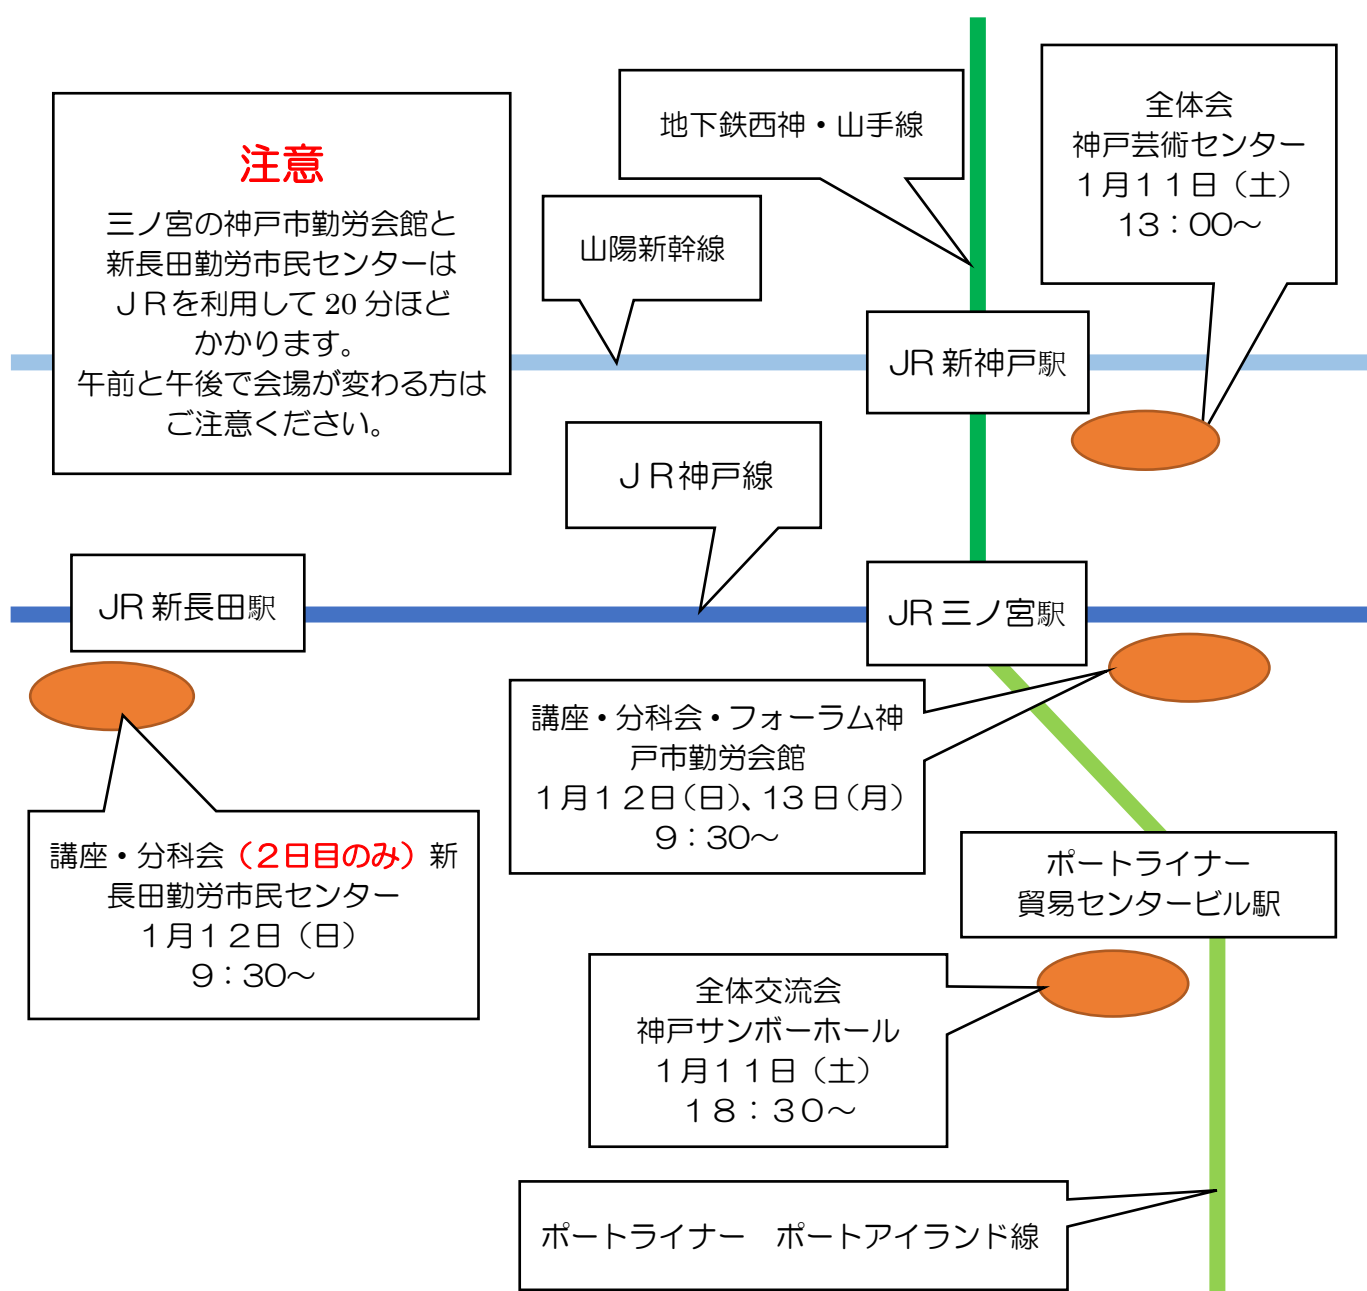 地下鉄西神・山手線
全体会
神戸芸術センター
１月１１日（土）
13：00～
注意
三ノ宮の神戸市勤労会館と
新長田勤労市民センターは
ＪＲを利用して 20 分ほど
かかります。
午前と午後で会場が変わる方は
ご注意ください。
山陽新幹線
JR 新神戸駅
ＪＲ神戸線
JR 新長田駅
JR 三ノ宮駅
講座・分科会・フォーラム神
戸市勤労会館
１月１２日（日）、13 日（月）
９：30～
講座・分科会（２日目のみ）新
長田勤労市民センター
１月１２日（日）
９：30～
ポートライナー
貿易センタービル駅
全体交流会
神戸サンボーホール
１月１１日（土）
１８：３０～
ポートライナー　ポートアイランド線